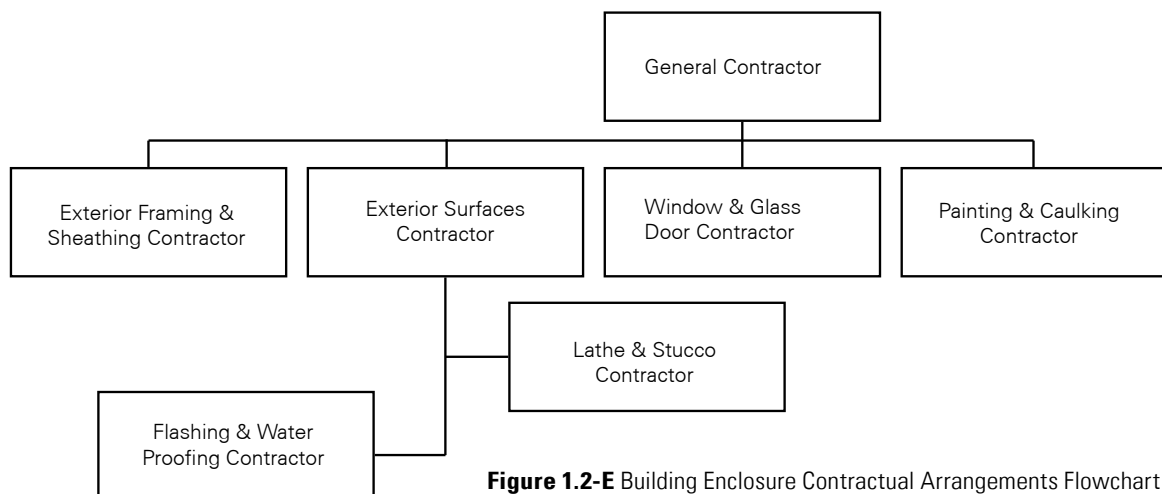 General Contractor
Exterior Framing &
Sheathing Contractor
Exterior Surfaces
Contractor
Window & Glass
Door Contractor
Painting & Caulking
Contractor
Lathe & Stucco
Contractor
Flashing & Water
Proofing Contractor
Figure 1.2-E Building Enclosure Contractual Arrangements Flowchart